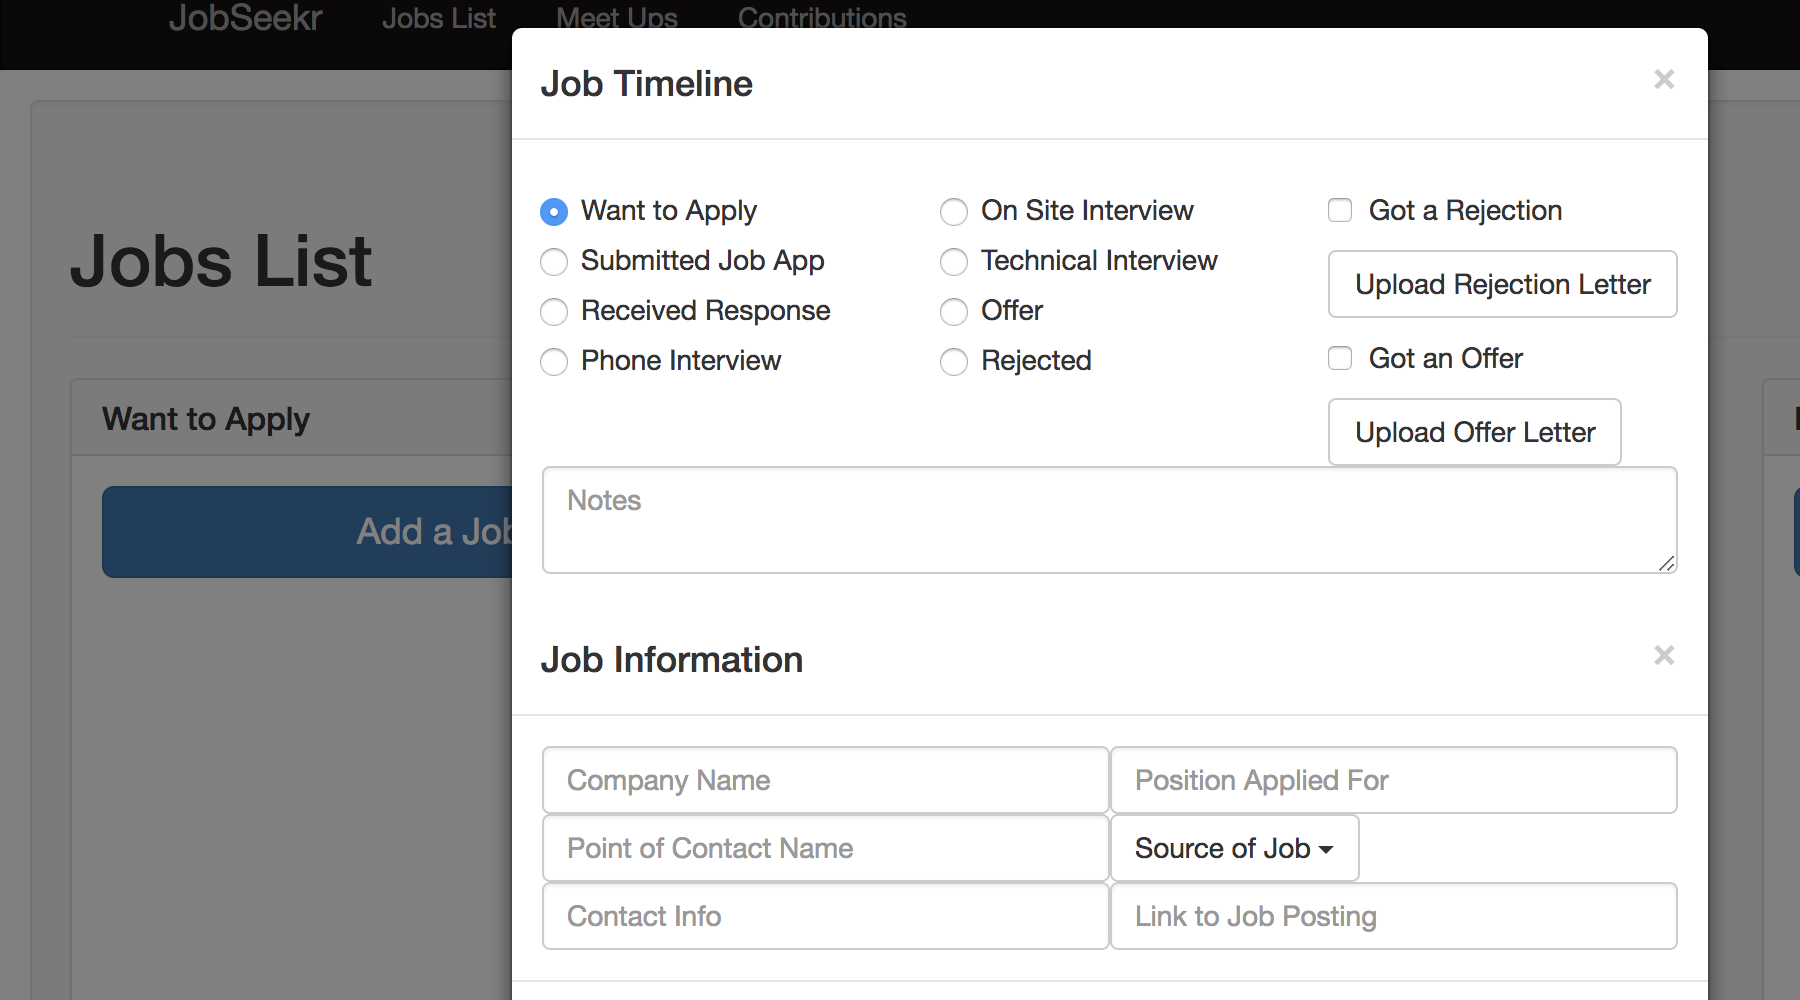 JobSeekr Jobs List Meet Ups Contributions
Job Timeline ×
Want to Apply
Submitted Job App
Received Response
Phone Interview
On Site Interview
Technical Interview
Offer
Rejected
Got a Rejection
Upload Rejection Letter
Got an Offer
Upload Offer Letter
Notes
Job Information ×
Company Name
Position Applied For
Point of Contact Name
Source of Job
Contact Info
Link to Job Posting
Jobs List
Want to Apply
Add a Job